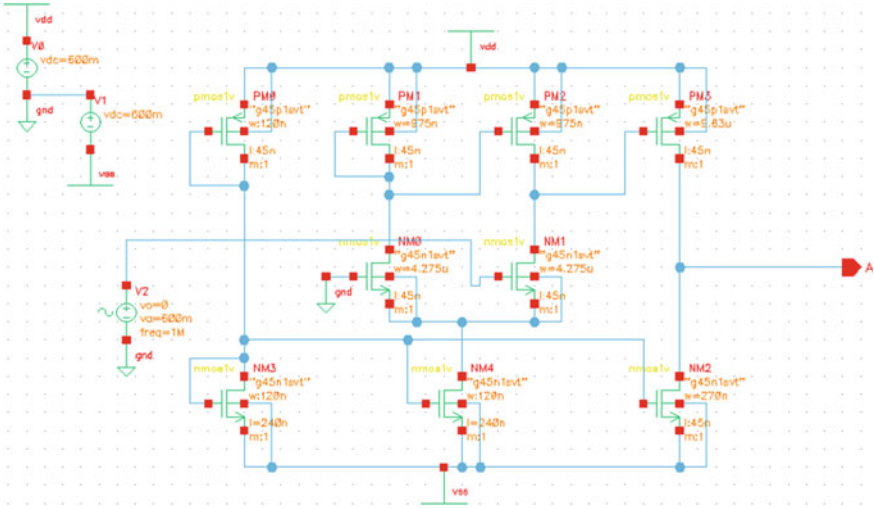 vdd
V0
vdc=600m
gnd
V1
vdc=600m
vss
vdd
pmos1v
PM0
"g45p1svt"
w:120n
l:45n
m:1
PM1
"g45p1svt"
w=975n
l:45n
m:1
pmos1v
PM2
"g45p1svt"
w=975n
l:45n
m:1
pmos1v
PM3
"g45p1svt"
w=9.63u
l:45n
m:1
nmos1v
NM0
"g45n1svt"
w=4.275u
l:45n
m:1
gnd
nmos1v
NM1
"g45n1svt"
w=4.275u
l:45n
m:1
A
V2
vo=0
va=600m
freq=1M
gnd
nmos1v
NM3
"g45n1svt"
w:120n
l=240n
m:1
nmos1v
NM4
"g45n1svt"
w:120n
l=240n
m:1
nmos1v
NM2
"g45n1svt"
w=270n
l:45n
m:1
vss